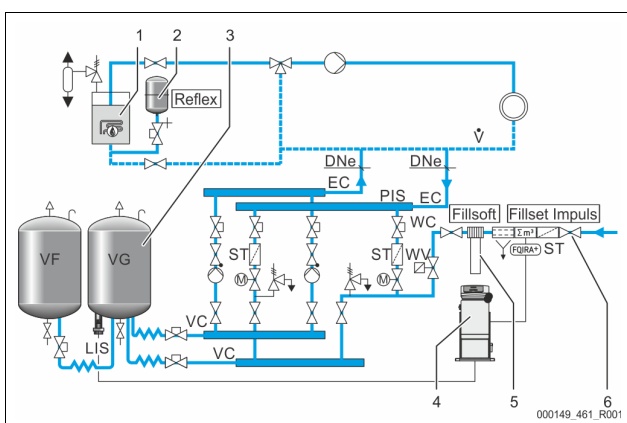 1
2
3
Reflex
V̇
DNe
DNe
EC
PIS
EC
Fillsoft
Fillset Impuls
WC
Σm³
FQIRA+
ST
VF
VG
ST
M
ST
M
WV
LIS
VC
VC
4
5
6
000149_461_R001